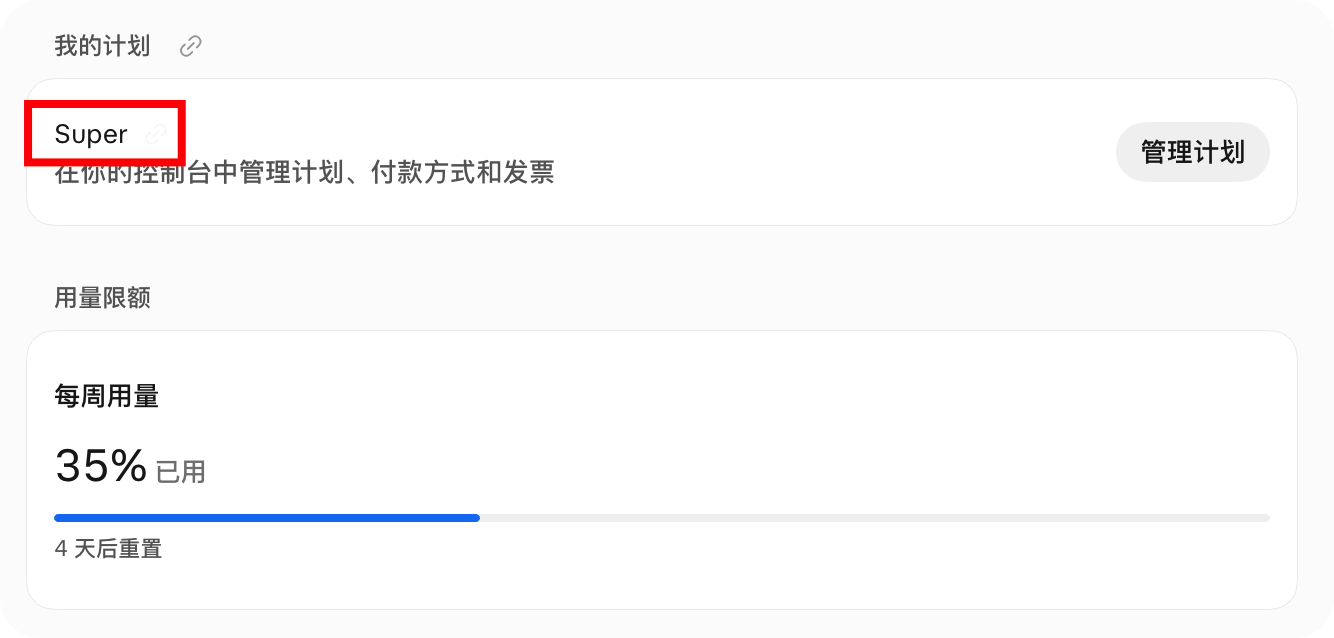 我的计划
Super
在你的控制台中管理计划、付款方式和发票
管理计划
用量限额
每周用量
35% 已用
4 天后重置